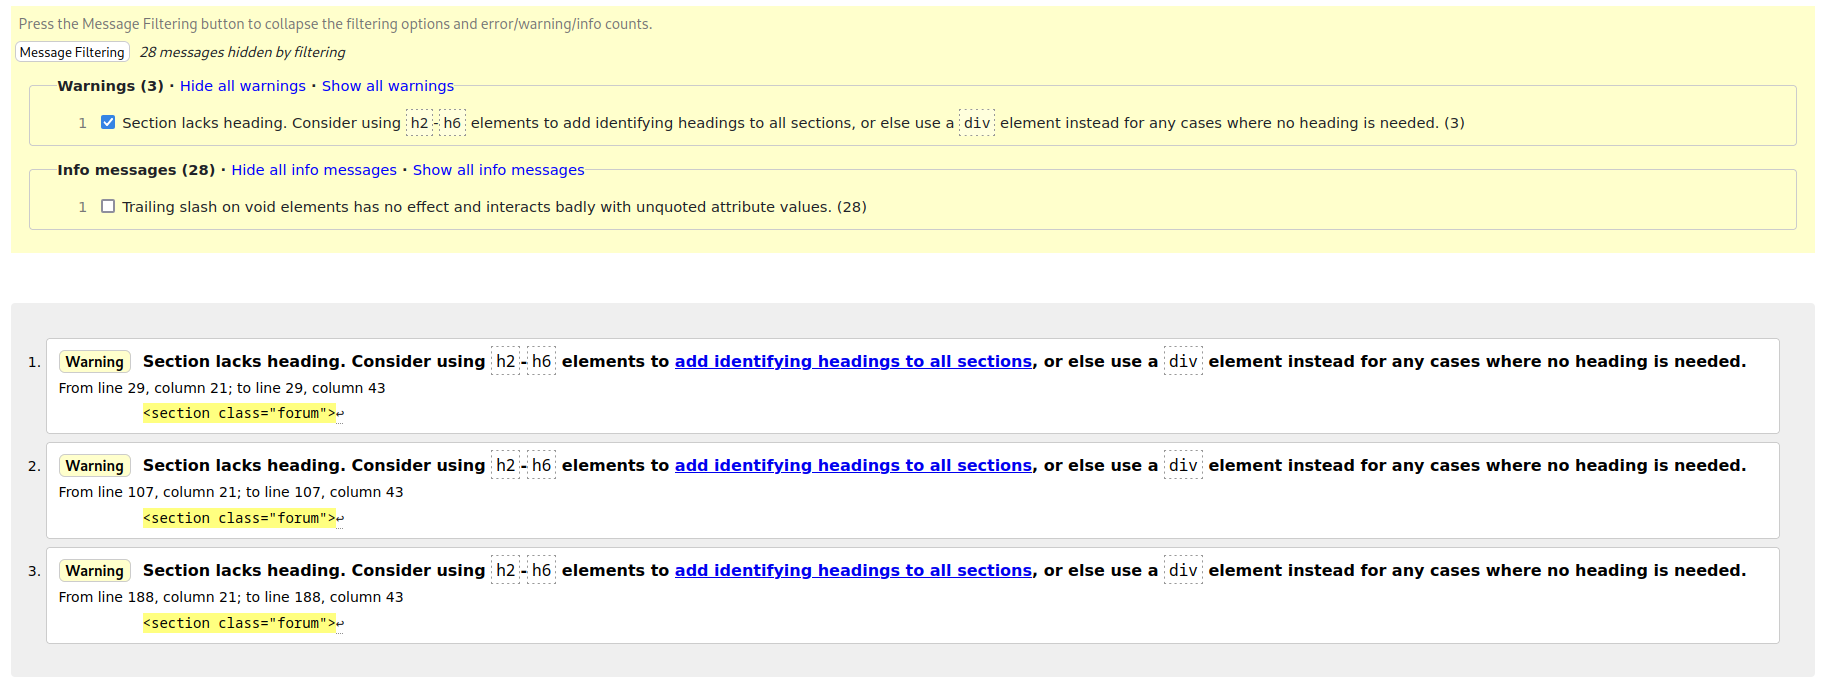 Press the Message Filtering button to collapse the filtering options and error/warning/info counts.
Message Filtering 28 messages hidden by filtering
Warnings (3) · Hide all warnings · Show all warnings
1 Section lacks heading. Consider using h2-h6 elements to add identifying headings to all sections, or else use a div element instead for any cases where no heading is needed. (3)
Info messages (28) · Hide all info messages · Show all info messages
1 Trailing slash on void elements has no effect and interacts badly with unquoted attribute values. (28)
1. Warning Section lacks heading. Consider using h2-h6 elements to add identifying headings to all sections, or else use a div element instead for any cases where no heading is needed.
From line 29, column 21; to line 29, column 43
<section class="forum">↩
2. Warning Section lacks heading. Consider using h2-h6 elements to add identifying headings to all sections, or else use a div element instead for any cases where no heading is needed.
From line 107, column 21; to line 107, column 43
<section class="forum">↩
3. Warning Section lacks heading. Consider using h2-h6 elements to add identifying headings to all sections, or else use a div element instead for any cases where no heading is needed.
From line 188, column 21; to line 188, column 43
<section class="forum">↩